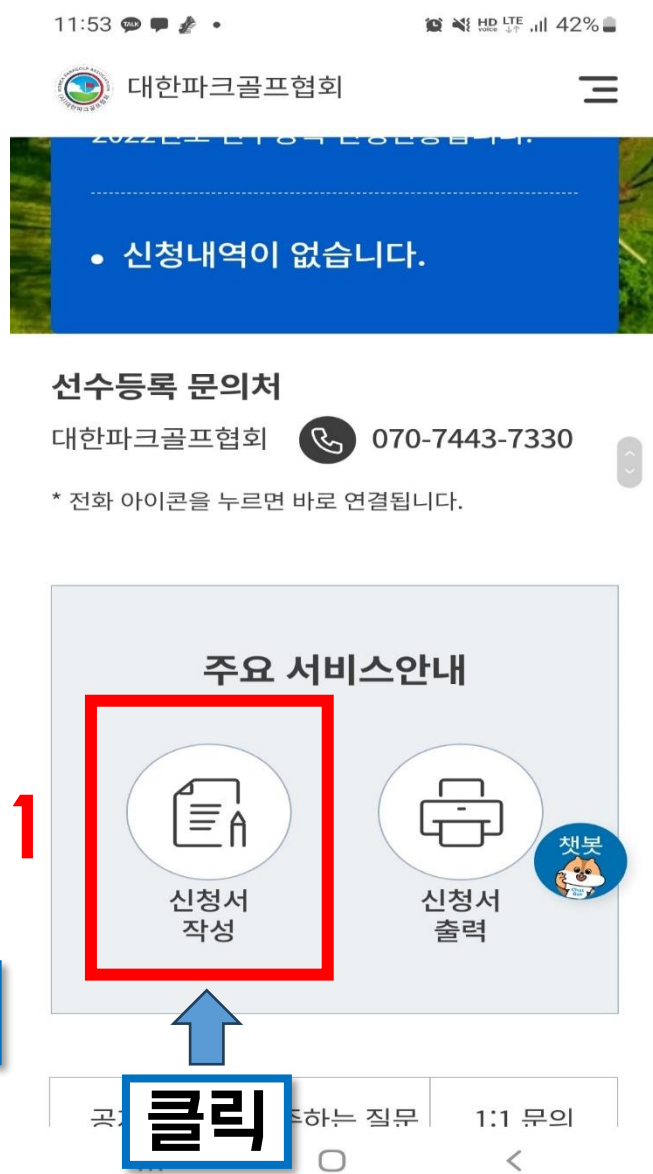 11:53 TALK HD voice LTE 42%
대한파크골프협회
• 신청내역이 없습니다.
선수등록 문의처
대한파크골프협회 070-7443-7330
* 전화 아이콘을 누르면 바로 연결됩니다.
주요 서비스안내
1
챗봇
신청서
작성
신청서
출력
클릭
하는 질문
1:1 문의